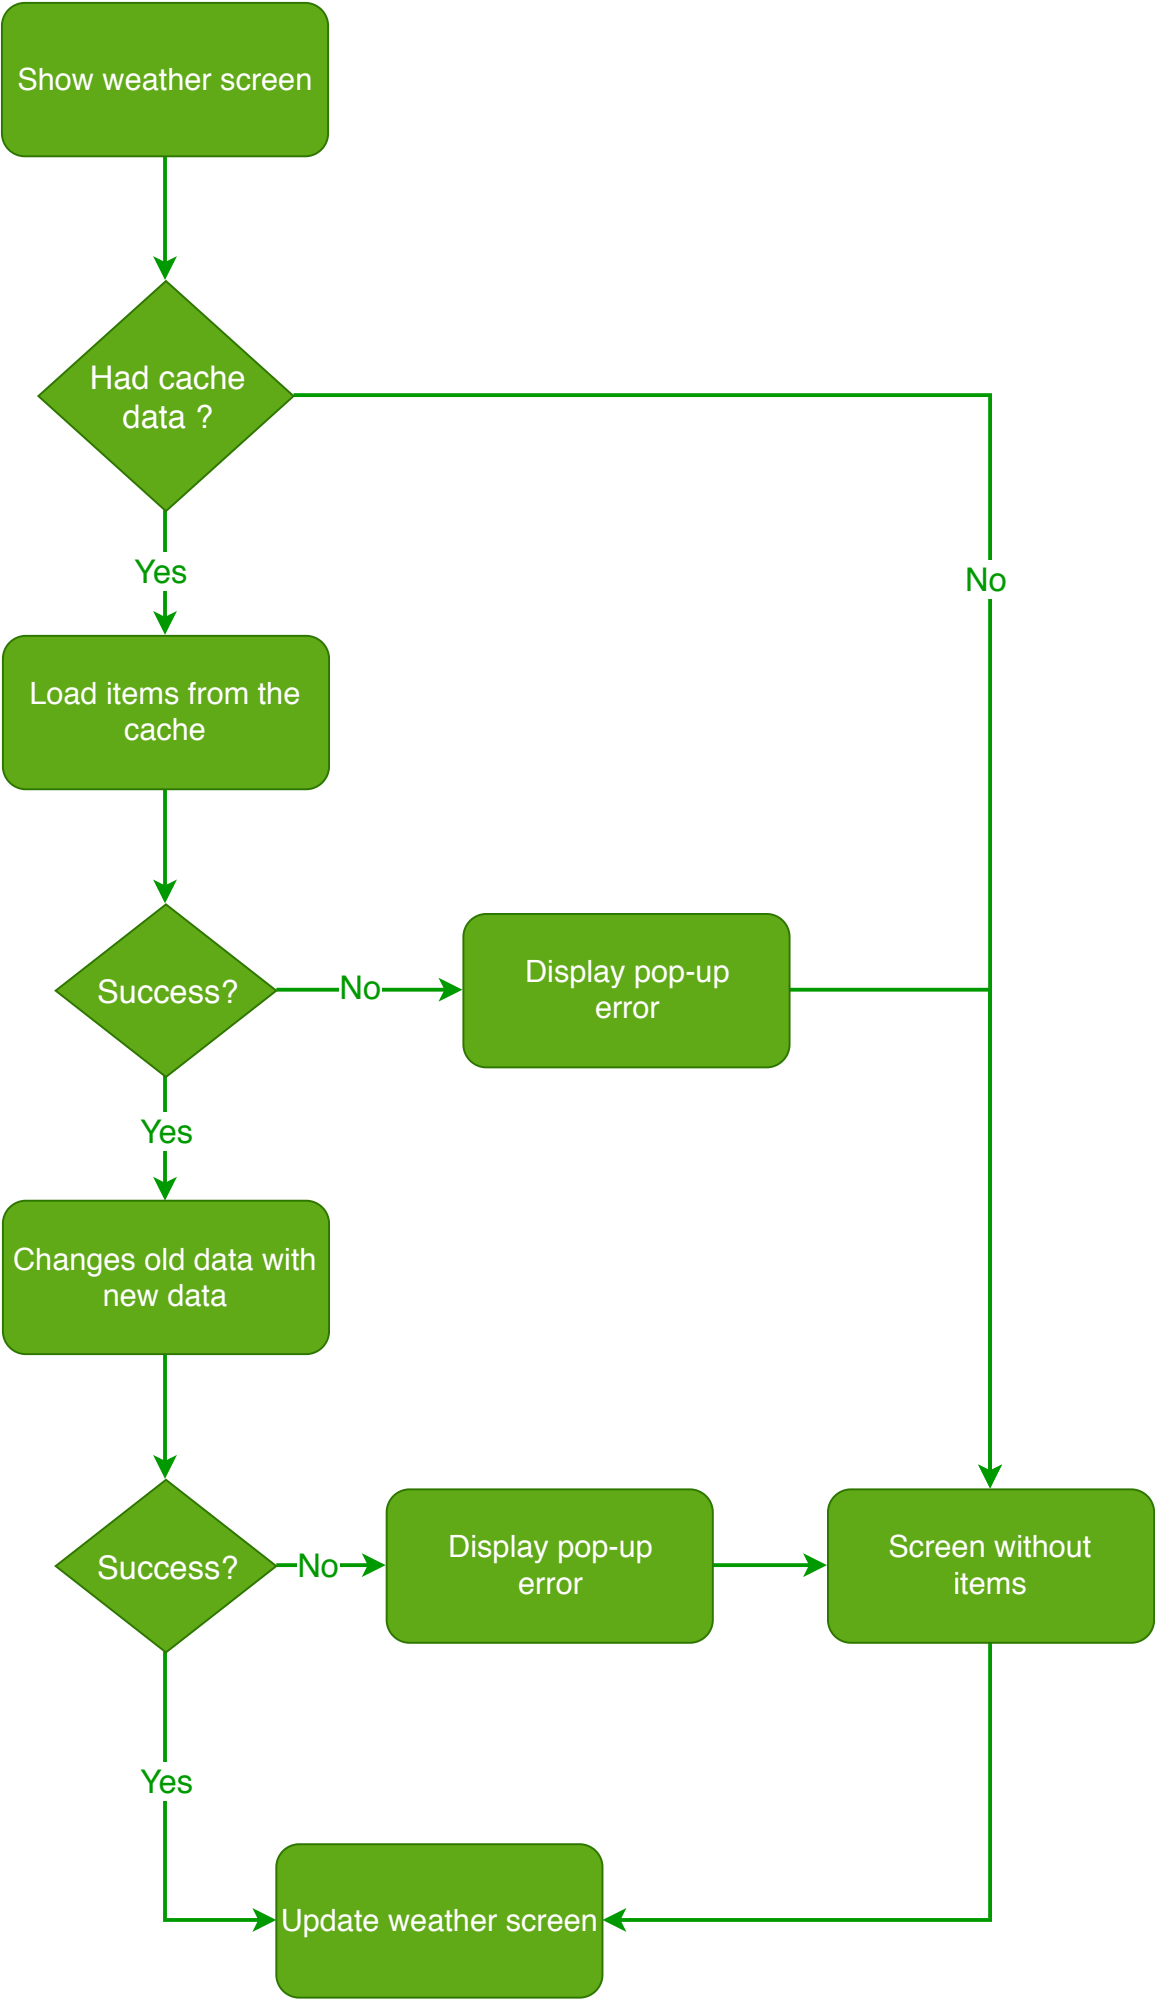 Show weather screen
Had cache
data ?
Yes
No
Load items from the
cache
Success?
No
Display pop-up
error
Yes
Changes old data with
new data
Success?
No
Display pop-up
error
Screen without
items
Yes
Update weather screen